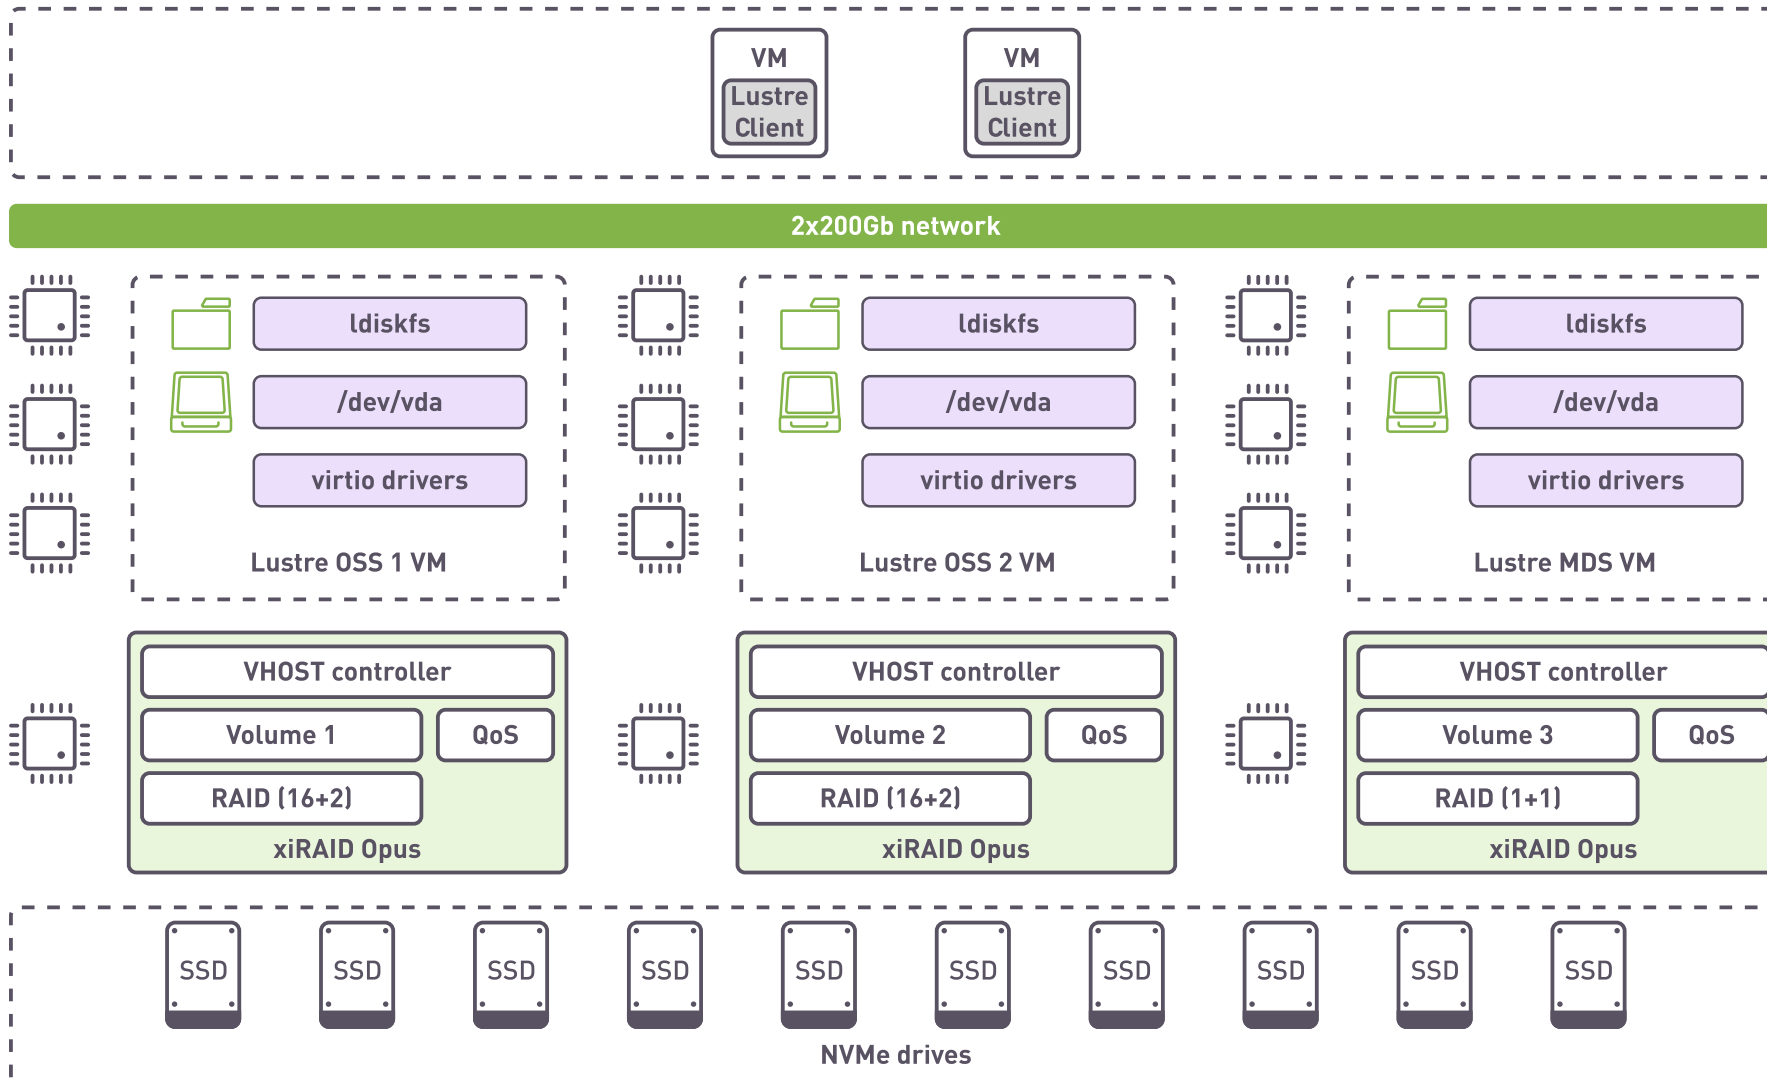 VM
Lustre
Client
VM
Lustre
Client
2x200Gb network
ldiskfs
/dev/vda
virtio drivers
Lustre OSS 1 VM
ldiskfs
/dev/vda
virtio drivers
Lustre OSS 2 VM
ldiskfs
/dev/vda
virtio drivers
Lustre MDS VM
VHOST controller
Volume 1
QoS
RAID (16+2)
xiRAID Opus
VHOST controller
Volume 2
QoS
RAID (16+2)
xiRAID Opus
VHOST controller
Volume 3
QoS
RAID (1+1)
xiRAID Opus
SSD
SSD
SSD
SSD
SSD
SSD
SSD
SSD
SSD
SSD
NVMe drives